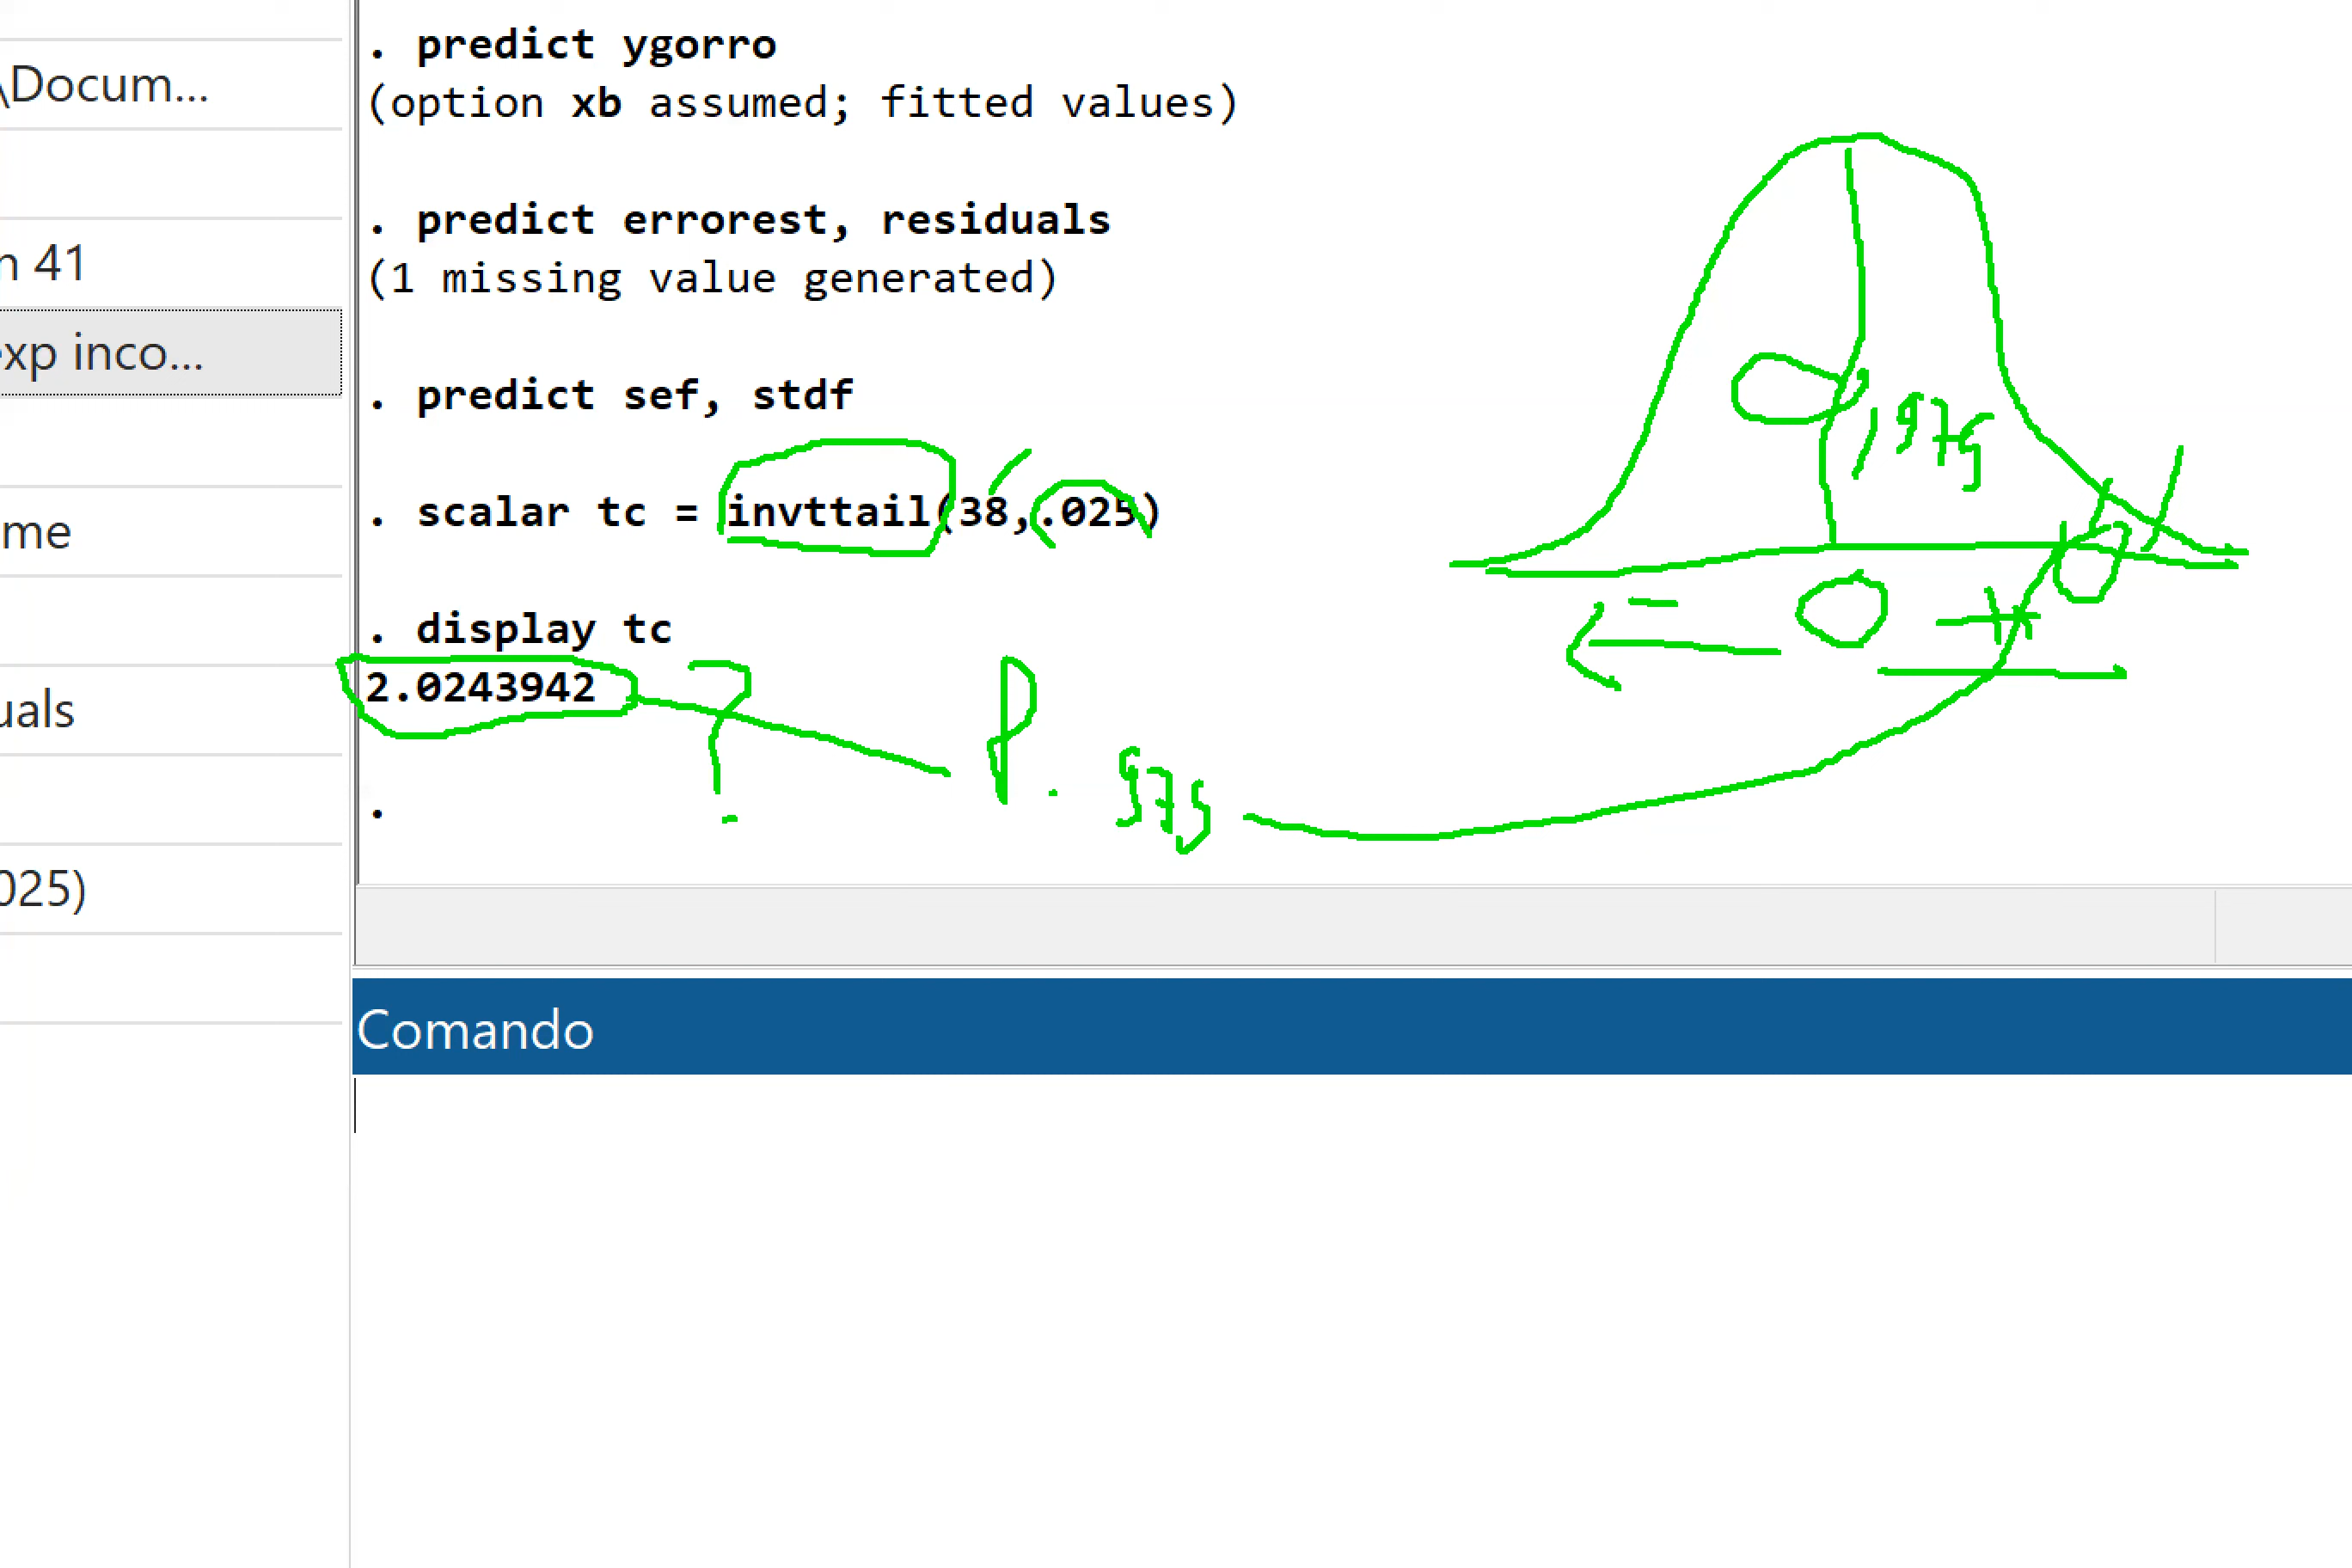 \Docum...
n 41
xp inco...
me
uals
025)
. predict ygorro
(option xb assumed; fitted values)
. predict errorest, residuals
(1 missing value generated)
. predict sef, stdf
. scalar tc = invttail(38,.025)
. display tc
2.0243942
.
?
P.975
0,975
- 0 +
Comando